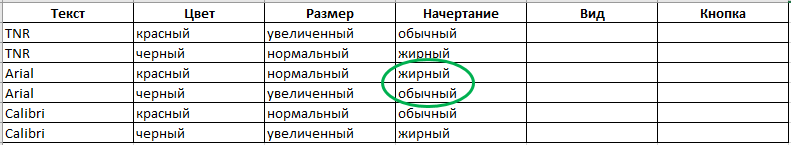 Текст Цвет Размер Начертание Вид Кнопка
TNR красный увеличенный обычный
TNR черный нормальный жирный
Arial красный нормальный жирный
Arial черный увеличенный обычный
Calibri красный нормальный обычный
Calibri черный увеличенный жирный